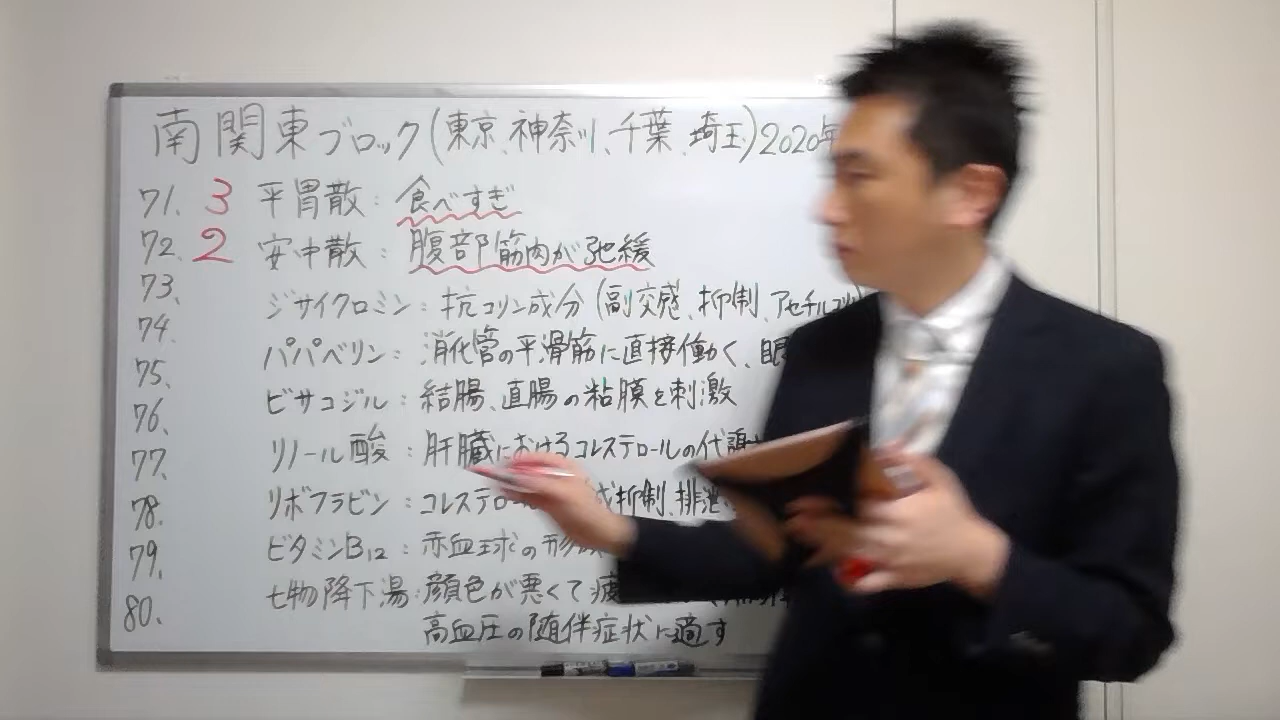 南関東ブロック(東京、神奈川、千葉、埼玉)2020年
71. 3 平胃散:食べすぎ
72. 2 安中散:腹部筋肉が弛緩
73. ジサイクロミン:抗コリン成分(副交感、抑制、アセチルコリン
74. パパベリン:消化管の平滑筋に直接働く、眼
75. ビサコジル:結腸、直腸の粘膜を刺激
76. リノール酸:肝臓におけるコレステロールの代謝
77. リボフラビン:コレステロ 抑制、排泄
78. ビタミンB12:赤血球の形成
79. 七物降下湯:顔色が悪くて疲
80. 高血圧の随伴症状に適す